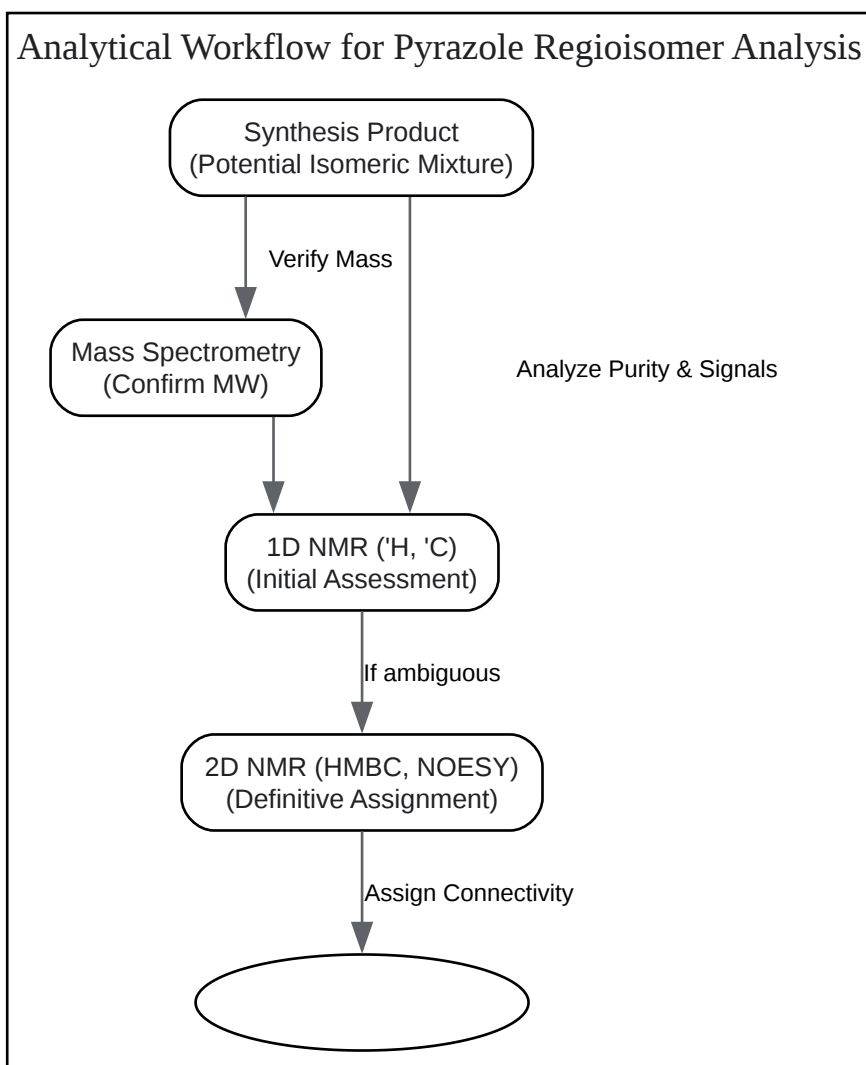 Analytical Workflow for Pyrazole Regioisomer Analysis
Synthesis Product
(Potential Isomeric Mixture)
Verify Mass
Mass Spectrometry
(Confirm MW)
Analyze Purity & Signals
1D NMR ('H, 'C)
(Initial Assessment)
If ambiguous
2D NMR (HMBC, NOESY)
(Definitive Assignment)
Assign Connectivity